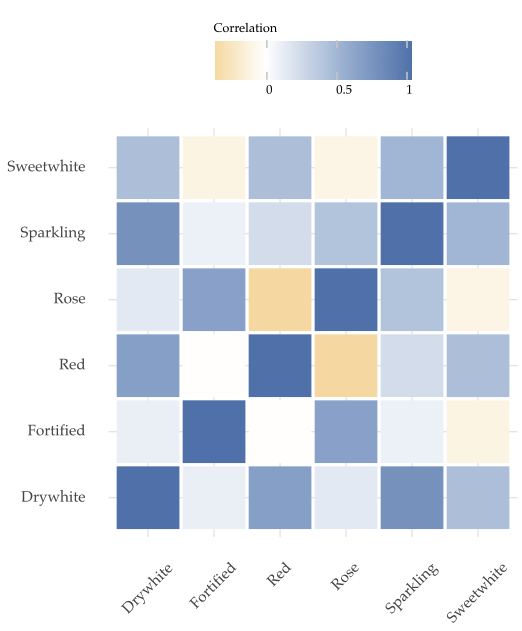 Correlation
0 0.5 1
Sweetwhite
Sparkling
Rose
Red
Fortified
Drywhite
Drywhite Fortified Red Rose Sparkling Sweetwhite